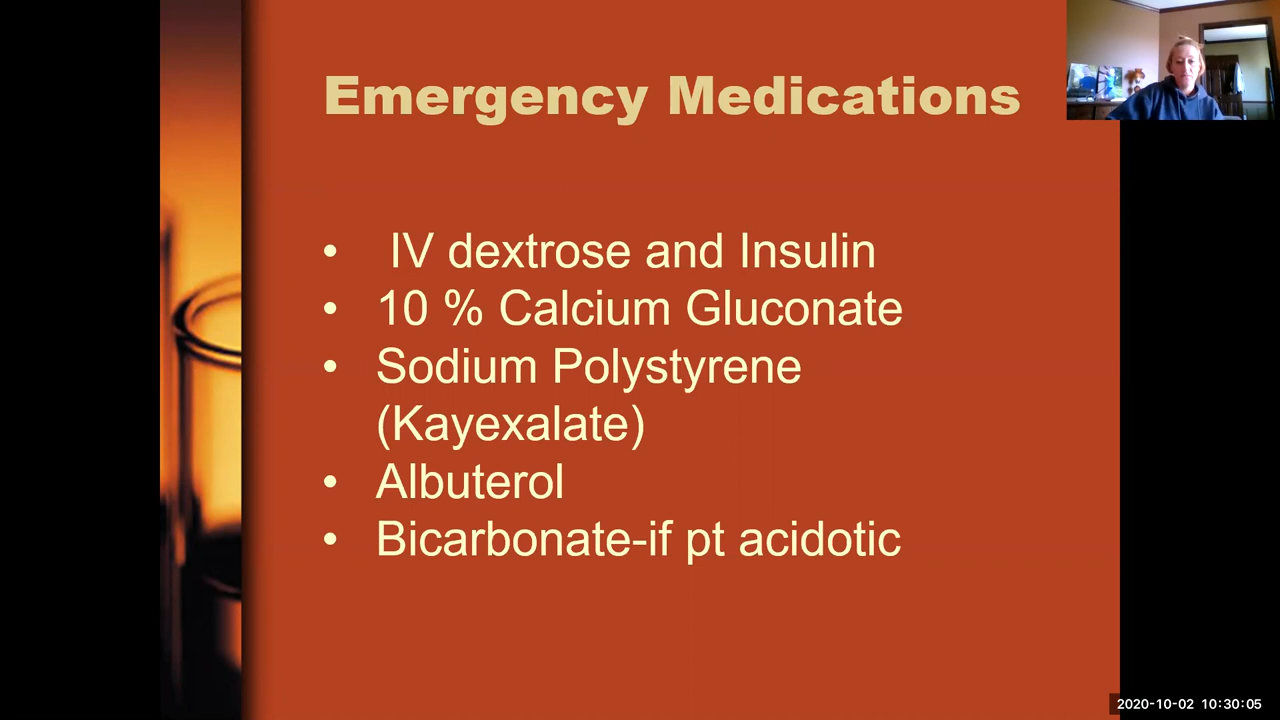 Emergency Medications
• IV dextrose and Insulin
• 10 % Calcium Gluconate
• Sodium Polystyrene
(Kayexalate)
• Albuterol
• Bicarbonate-if pt acidotic
2020-10-02 10:30:05